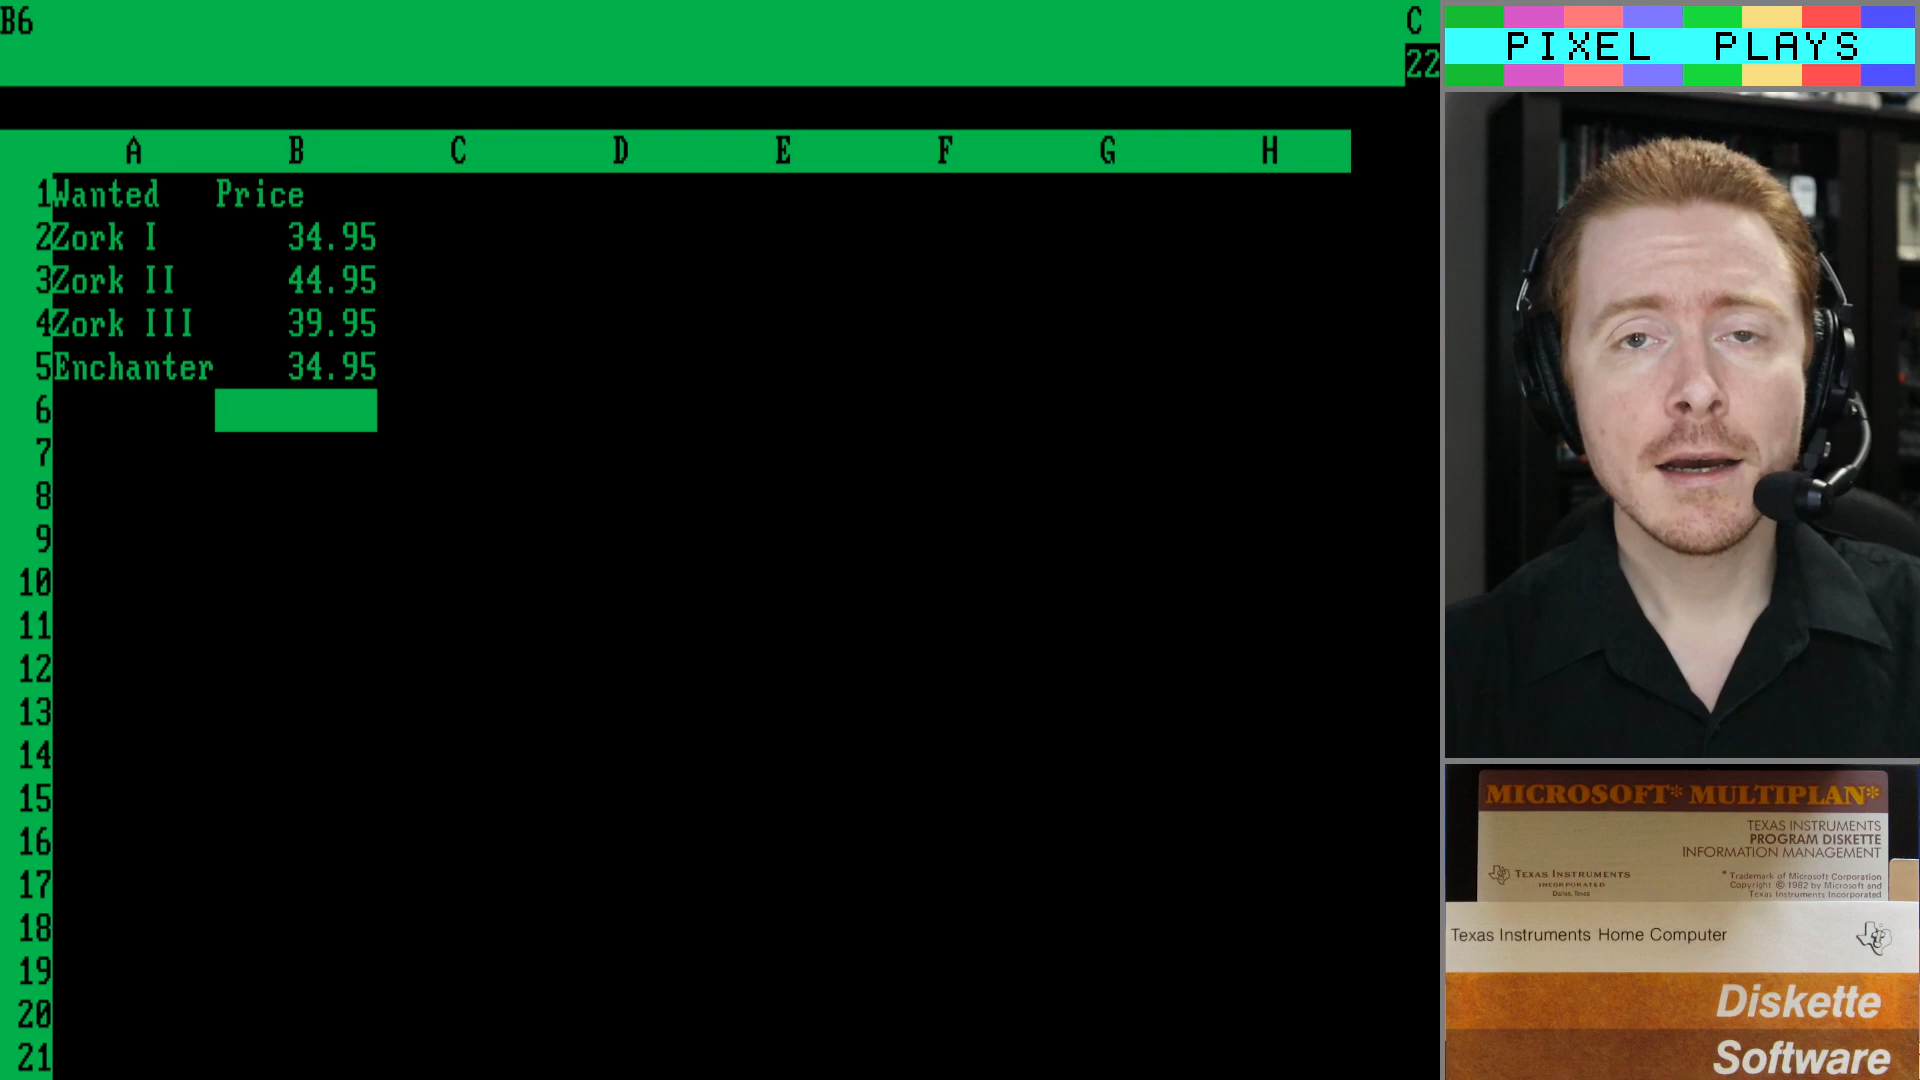 B6 C
22
A B C D E F G H
1 Wanted Price
2 Zork I 34.95
3 Zork II 44.95
4 Zork III 39.95
5 Enchanter 34.95
6
7
8
9
10
11
12
13
14
15
16
17
18
19
20
21
PIXEL PLAYS
MICROSOFT* MULTIPLAN*
TEXAS INSTRUMENTS
PROGRAM DISKETTE
INFORMATION MANAGEMENT
TEXAS INSTRUMENTS
INCORPORATED
Dallas, Texas
* Trademark of Microsoft Corporation
Copyright © 1982 by Microsoft and
Texas Instruments Incorporated
Texas Instruments Home Computer
Diskette
Software